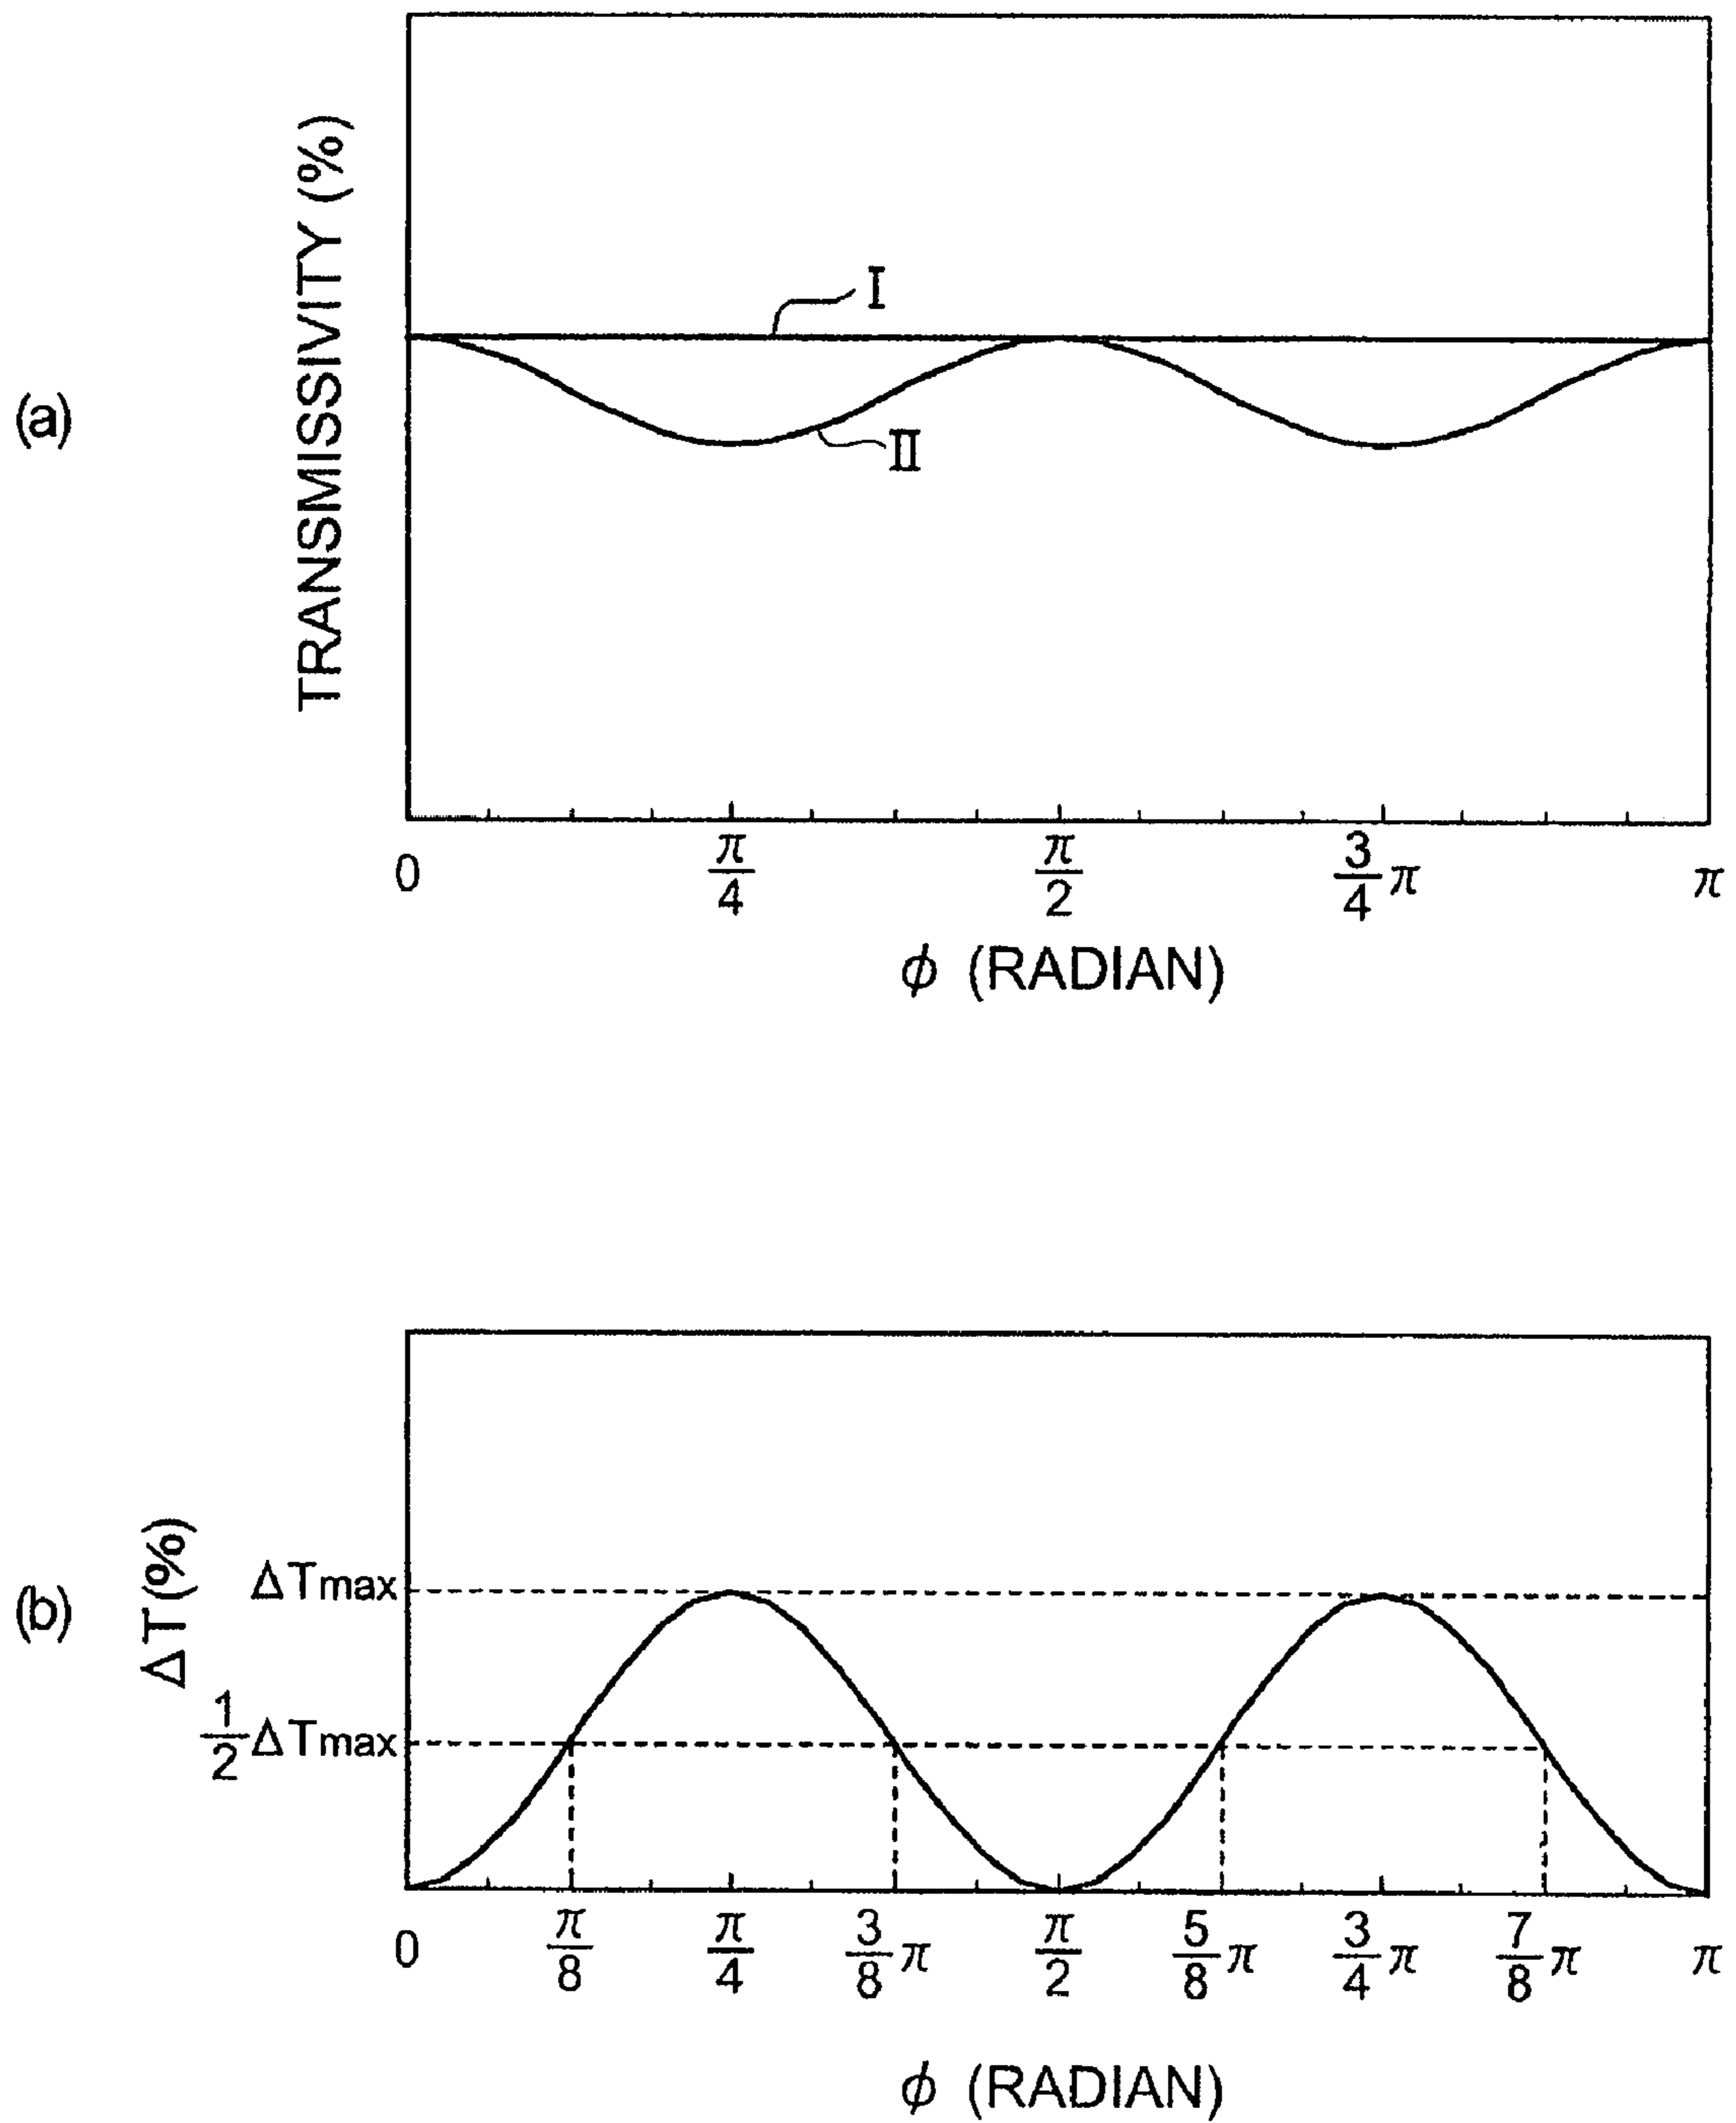 (a)
TRANSMISSIVITY (%)
I
II
0
π/4
π/2
3/4 π
π
ϕ (RADIAN)
(b)
ΔT(%)
ΔTmax
1/2 ΔTmax
0
π/8
π/4
3/8 π
π/2
5/8 π
3/4 π
7/8 π
π
ϕ (RADIAN)